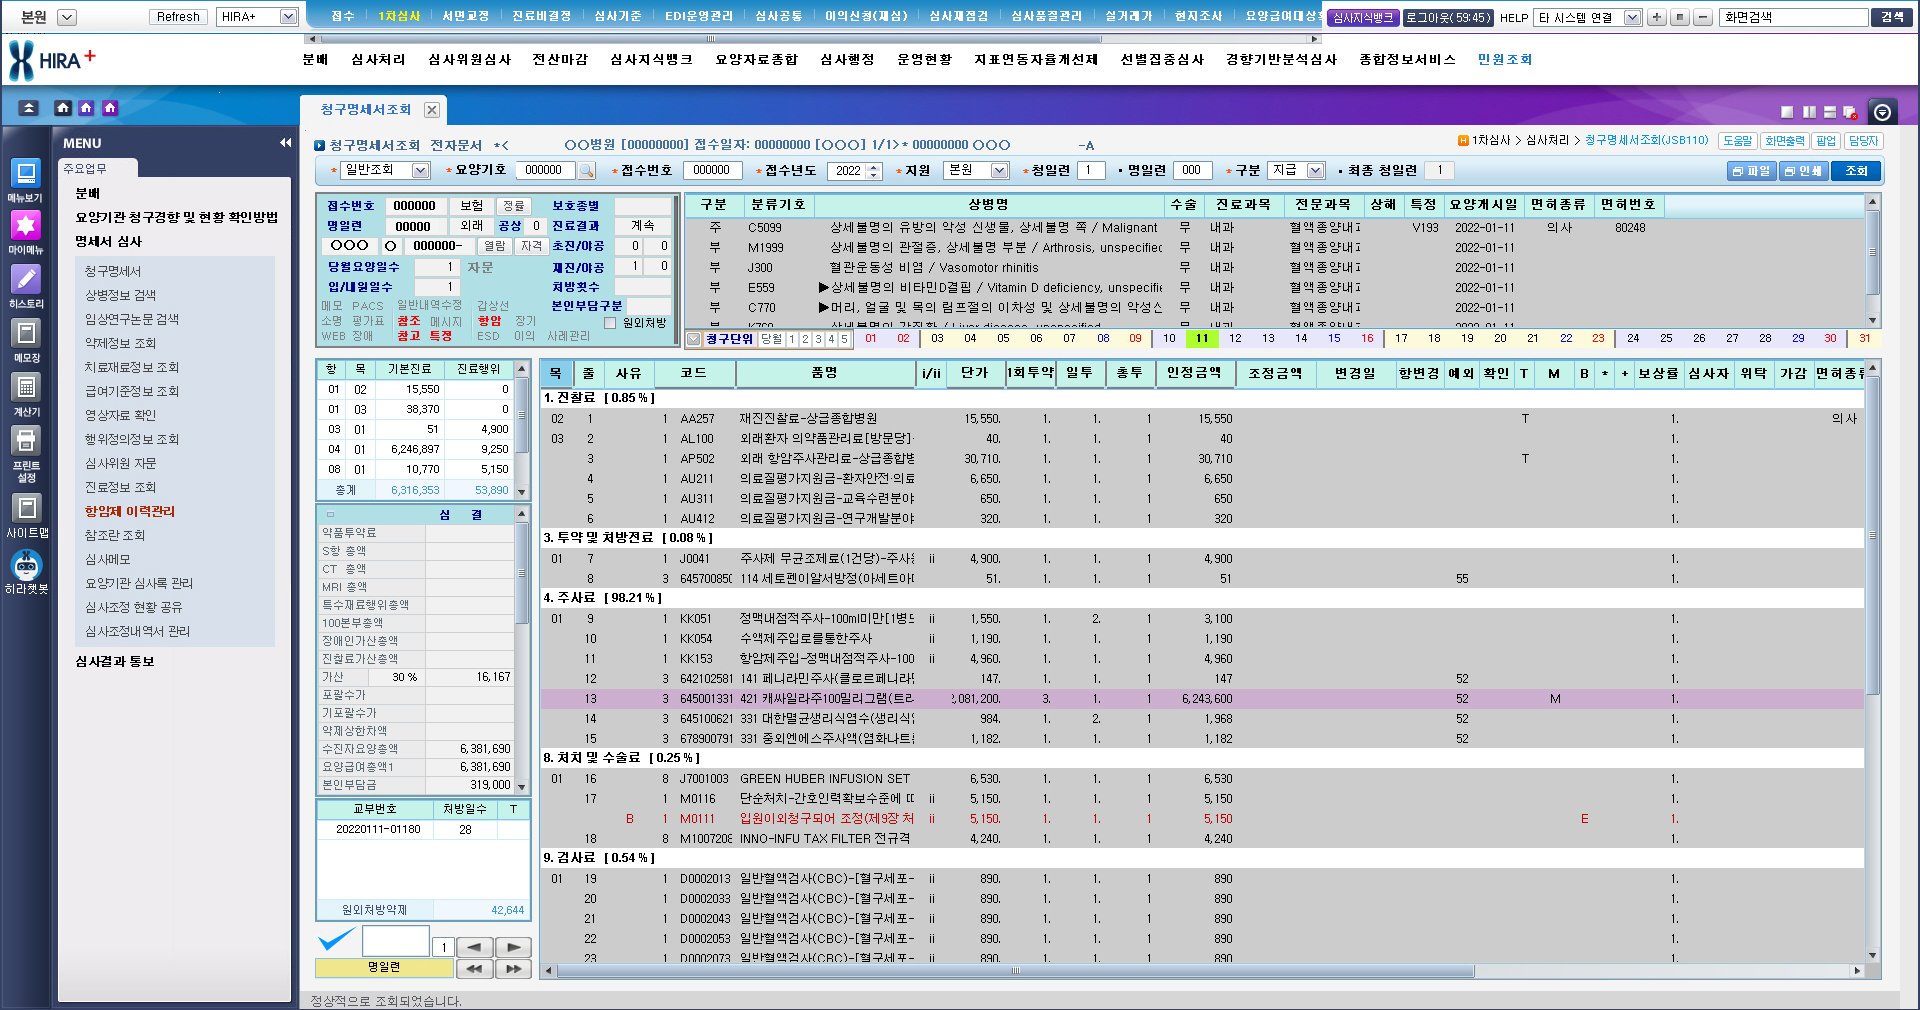 본원 Refresh HIRA+ 접수 1차심사 서면교정 진료비결정 심사기준 EDI운영관리 심사공통 이의신청(재심) 심사재점검 심사품질관리 실거래가 현지조사 요양급여대상 심사지식뱅크 로그아웃(59:45) HELP 타 시스템 연결 화면검색 검색
HIRA+ 분배 심사처리 심사위원심사 전산마감 심사지식뱅크 요양자료종합 심사행정 운영현황 지표연동자율개선제 선별집중심사 경향기반분석심사 종합정보서비스 민원조회
청구명세서조회
MENU
주요업무
분배
요양기관 청구경향 및 현황 확인방법
명세서 심사
청구명세서
상병정보 검색
임상연구논문 검색
약제정보 조회
치료재료정보 조회
급여기준정보 조회
영상자료 확인
행위정의정보 조회
심사위원 자문
진료정보 조회
항암제 이력관리
참조란 조회
심사메모
요양기관 심사록 관리
심사조정 현황 공유
심사조정내역서 관리
심사결과 통보
메뉴보기
마이메뉴
히스토리
메모장
계산기
프린트
설정
사이트맵
히라챗봇
청구명세서조회 전자문서 *< ○○병원 [00000000] 접수일자: 00000000 [○○○] 1/1>* 00000000 ○○○ -A
H 1차심사 > 심사처리 > 청구명세서조회(JSB110) 도움말 화면출력 팝업 담당자
* 일반조회 * 요양기호 000000 * 접수번호 000000 * 접수년도 2022 * 지원 본원 * 청일련 1 • 명일련 000 * 구분 지급 • 최종 청일련 1 파일 인쇄 조회
접수번호 000000 보험 정률 보호종별
명일련 00000 외래 공상 0 진료결과 계속
○○○ ○ 000000- 열람 자격 초진/야공 0 0
당월요양일수 1 자문 재진/야공 1 0
입/내원일수 1 처방횟수
메모 PACS 일반내역수정 갑상선 본인부담구분
소명 평가표 참조 메시지 항암 장기 원외처방
WEB 장애 참고 특정 ESD 이의 사례관리
구분 분류기호 상병명 수술 진료과목 전문과목 상해 특정 요양개시일 면허종류 면허번호
주 C5099 상세불명의 유방의 악성 신생물, 상세불명 쪽 / Malignant 무 내과 혈액종양내과 V193 2022-01-11 의사 80248
부 M1999 상세불명의 관절증, 상세불명 부분 / Arthrosis, unspecified 무 내과 혈액종양내과 2022-01-11
부 J300 혈관운동성 비염 / Vasomotor rhinitis 무 내과 혈액종양내과 2022-01-11
부 E559 ▶상세불명의 비타민D결핍 / Vitamin D deficiency, unspecifie 무 내과 혈액종양내과 2022-01-11
부 C770 ▶머리, 얼굴 및 목의 림프절의 이차성 및 상세불명의 악성신 무 내과 혈액종양내과 2022-01-11
부 K760 상세불명의 간질환 / Liver disease, unspecified 무 내과 혈액종양내과 2022-01-11
청구단위 당월 1 2 3 4 5 01 02 03 04 05 06 07 08 09 10 11 12 13 14 15 16 17 18 19 20 21 22 23 24 25 26 27 28 29 30 31
항 목 기본진료 진료행위
01 02 15,550 0
01 03 38,370 0
03 01 51 4,900
04 01 6,246,897 9,250
08 01 10,770 5,150
총계 6,316,353 53,890
심 결
약품투약료
S항 총액
CT 총액
MRI 총액
특수재료행위총액
100본부총액
장애인가산총액
진찰료가산총액
가산 30 % 16,167
포괄수가
기포괄수가
약제상한차액
수진자요양총액 6,381,690
요양급여총액1 6,381,690
본인부담금 319,000
교부번호 처방일수 T
20220111-01180 28
원외처방약제 42,644
1 ◀ ▶
명일련 ◀◀ ▶▶
목 줄 사유 코드 품명 i/ii 단가 1회투약 일투 총투 인정금액 조정금액 변경일 항변경 예외 확인 T M B * + 보상률 심사자 위탁 가감 면허종류
1. 진찰료 [ 0.85 % ]
02 1 1 AA257 재진진찰료-상급종합병원 15,550. 1. 1. 1 15,550 T 1. 의사
03 2 1 AL100 외래환자 의약품관리료[방문당]- 40. 1. 1. 1 40 1.
3 1 AP502 외래 항암주사관리료-상급종합병 30,710. 1. 1. 1 30,710 T 1.
4 1 AU211 의료질평가지원금-환자안전·의료 6,650. 1. 1. 1 6,650 1.
5 1 AU311 의료질평가지원금-교육수련분야 650. 1. 1. 1 650 1.
6 1 AU412 의료질평가지원금-연구개발분야 320. 1. 1. 1 320 1.
3. 투약 및 처방전료 [ 0.08 % ]
01 7 1 J0041 주사제 무균조제료(1건당)-주사용 ii 4,900. 1. 1. 1 4,900 1.
8 3 64570085 114 세토펜이알서방정(아세트아미 51. 1. 1. 1 51 55 1.
4. 주사료 [ 98.21 % ]
01 9 1 KK051 정맥내점적주사-100ml미만[1병또 ii 1,550. 1. 2. 1 3,100 1.
10 1 KK054 수액제주입로를통한주사 ii 1,190. 1. 1. 1 1,190 1.
11 1 KK153 항암제주입-정맥내점적주사-100 ii 4,960. 1. 1. 1 4,960 1.
12 3 642102581 141 페니라민주사(클로르페니라민 147. 1. 1. 1 147 52 1.
13 3 645001331 421 캐싸일라주100밀리그램(트라 2,081,200. 3. 1. 1 6,243,600 52 M 1.
14 3 645100621 331 대한멸균생리식염수(생리식염 984. 1. 2. 1 1,968 52 1.
15 3 678900791 331 중외엔에스주사액(염화나트륨 1,182. 1. 1. 1 1,182 52 1.
8. 처치 및 수술료 [ 0.25 % ]
01 16 8 J7001003 GREEN HUBER INFUSION SET 6,530. 1. 1. 1 6,530 1.
17 1 M0116 단순처치-간호인력확보수준에 따 ii 5,150. 1. 1. 1 5,150 1.
B 1 M0111 입원이외청구되어 조정(제9장 처 ii 5,150. 1. 1. 1 5,150 E 1.
18 8 M1007208 INNO-INFU TAX FILTER 전규격 4,240. 1. 1. 1 4,240 1.
9. 검사료 [ 0.54 % ]
01 19 1 D0002013 일반혈액검사(CBC)-[혈구세포- ii 890. 1. 1. 1 890 1.
20 1 D0002033 일반혈액검사(CBC)-[혈구세포- ii 890. 1. 1. 1 890 1.
21 1 D0002043 일반혈액검사(CBC)-[혈구세포- ii 890. 1. 1. 1 890 1.
22 1 D0002053 일반혈액검사(CBC)-[혈구세포- ii 890. 1. 1. 1 890 1.
23 1 D0002073 일반혈액검사(CBC)-[혈구세포- ii 890. 1. 1. 1 890 1.
정상적으로 조회되었습니다.